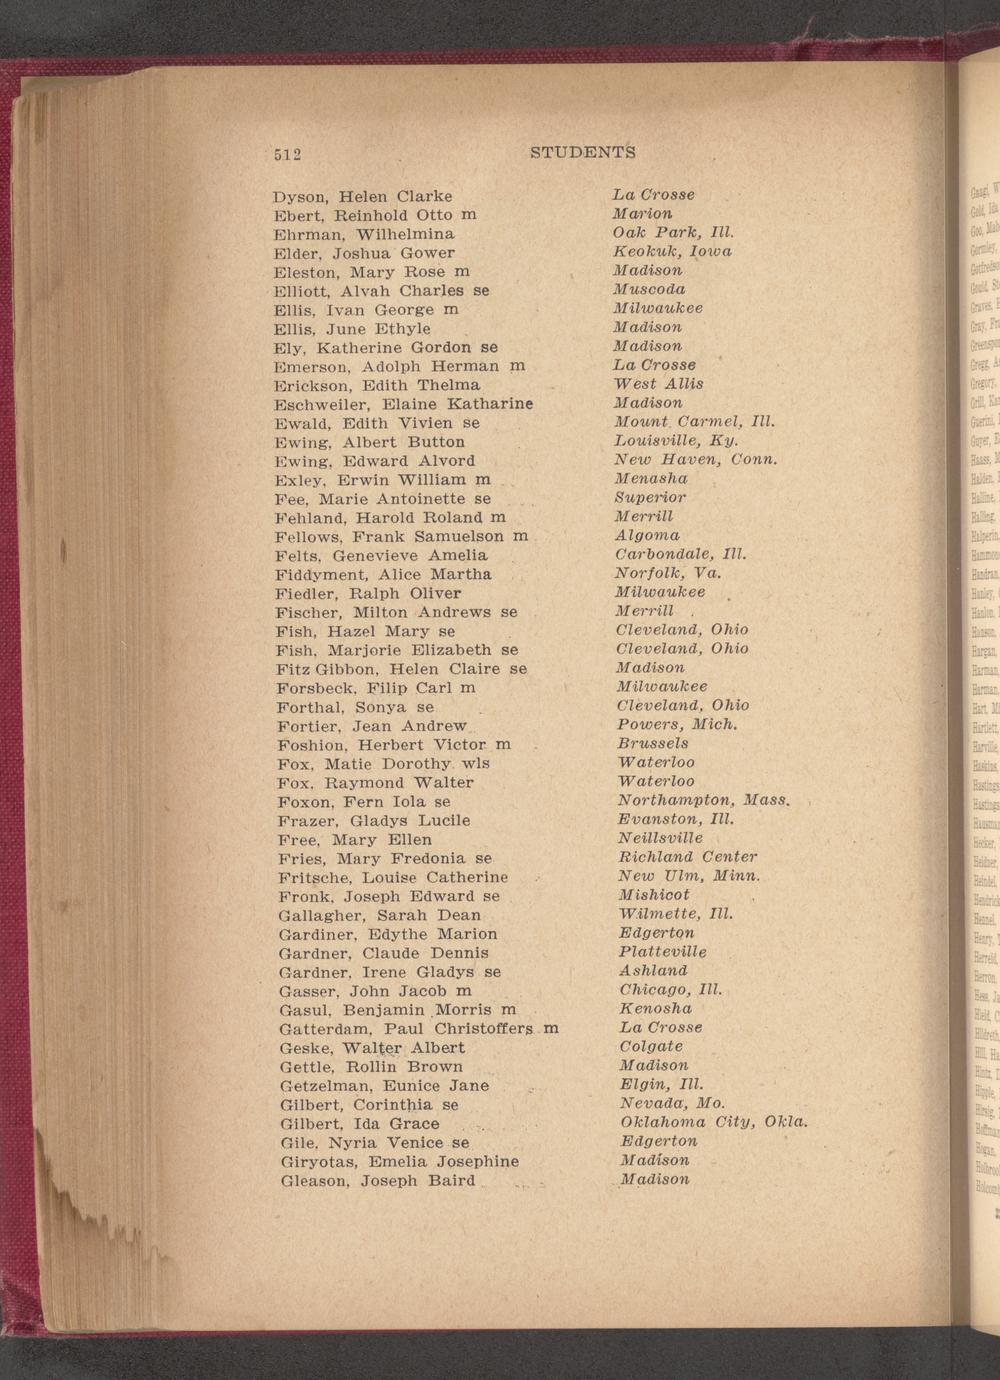 512 STUDENTS
Dyson, Helen Clarke La Crosse
Ebert, Reinhold Otto m Marion
Ehrman, Wilhelmina Oak Park, Ill.
Elder, Joshua Gower Keokuk, Iowa
Eleston, Mary Rose m Madison
Elliott, Alvah Charles se Muscoda
Ellis, Ivan George m Milwaukee
Ellis, June Ethyle Madison
Ely, Katherine Gordon se Madison
Emerson, Adolph Herman m La Crosse
Erickson, Edith Thelma West Allis
Eschweiler, Elaine Katharine Madison
Ewald, Edith Vivien se Mount Carmel, Ill.
Ewing, Albert Button Louisville, Ky.
Ewing, Edward Alvord New Haven, Conn.
Exley, Erwin William m Menasha
Fee, Marie Antoinette se Superior
Fehland, Harold Roland m Merrill
Fellows, Frank Samuelson m Algoma
Felts, Genevieve Amelia Carbondale, Ill.
Fiddyment, Alice Martha Norfolk, Va.
Fiedler, Ralph Oliver Milwaukee
Fischer, Milton Andrews se Merrill
Fish, Hazel Mary se Cleveland, Ohio
Fish, Marjorie Elizabeth se Cleveland, Ohio
Fitz Gibbon, Helen Claire se Madison
Forsbeck, Filip Carl m Milwaukee
Forthal, Sonya se Cleveland, Ohio
Fortier, Jean Andrew Powers, Mich.
Foshion, Herbert Victor m Brussels
Fox, Matie Dorothy wls Waterloo
Fox, Raymond Walter Waterloo
Foxon, Fern Iola se Northampton, Mass.
Frazer, Gladys Lucile Evanston, Ill.
Free, Mary Ellen Neillsville
Fries, Mary Fredonia se Richland Center
Fritsche, Louise Catherine New Ulm, Minn.
Fronk, Joseph Edward se Mishicot
Gallagher, Sarah Dean Wilmette, Ill.
Gardiner, Edythe Marion Edgerton
Gardner, Claude Dennis Platteville
Gardner, Irene Gladys se Ashland
Gasser, John Jacob m Chicago, Ill.
Gasul, Benjamin Morris m Kenosha
Gatterdam, Paul Christoffers m La Crosse
Geske, Walter Albert Colgate
Gettle, Rollin Brown Madison
Getzelman, Eunice Jane Elgin, Ill.
Gilbert, Corinthia se Nevada, Mo.
Gilbert, Ida Grace Oklahoma City, Okla.
Gile, Nyria Venice se Edgerton
Giryotas, Emelia Josephine Madison
Gleason, Joseph Baird Madison